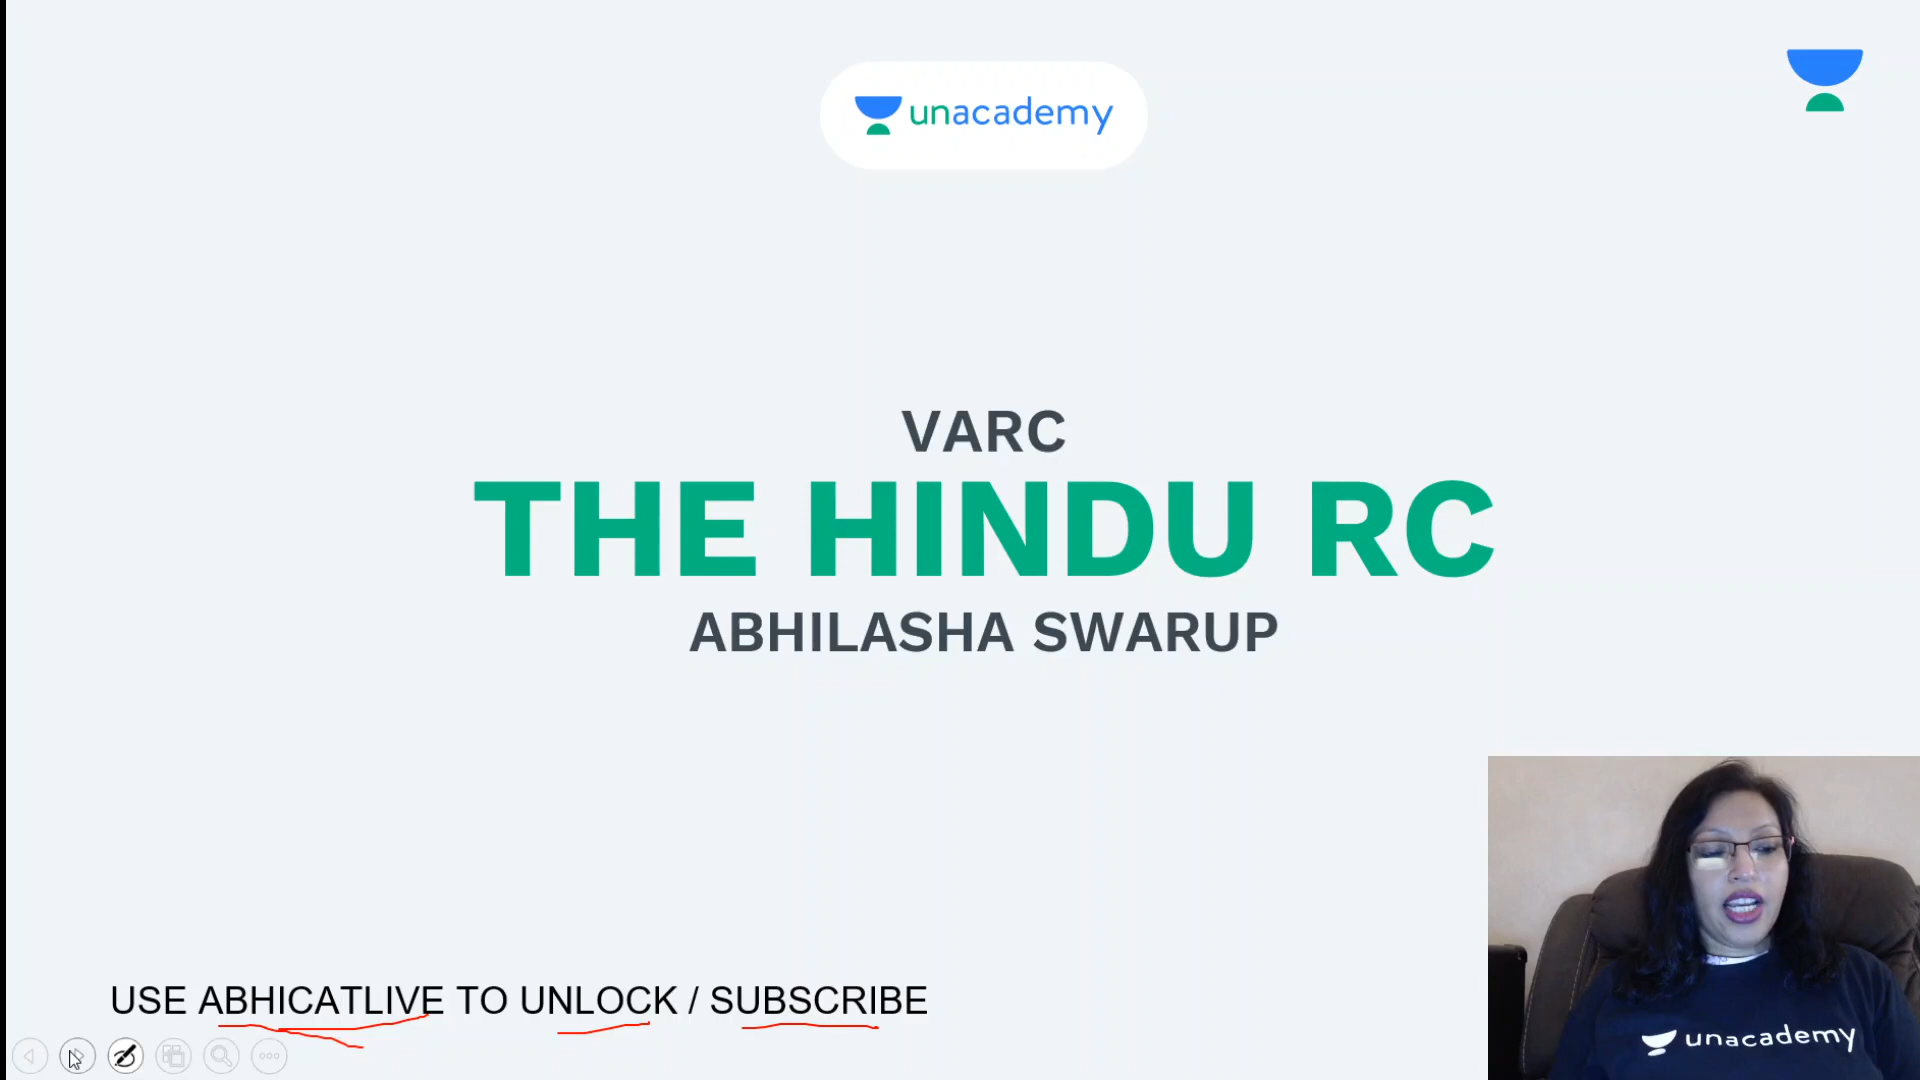 unacademy
VARC
THE HINDU RC
ABHILASHA SWARUP
USE ABHICATLIVE TO UNLOCK / SUBSCRIBE
unacademy